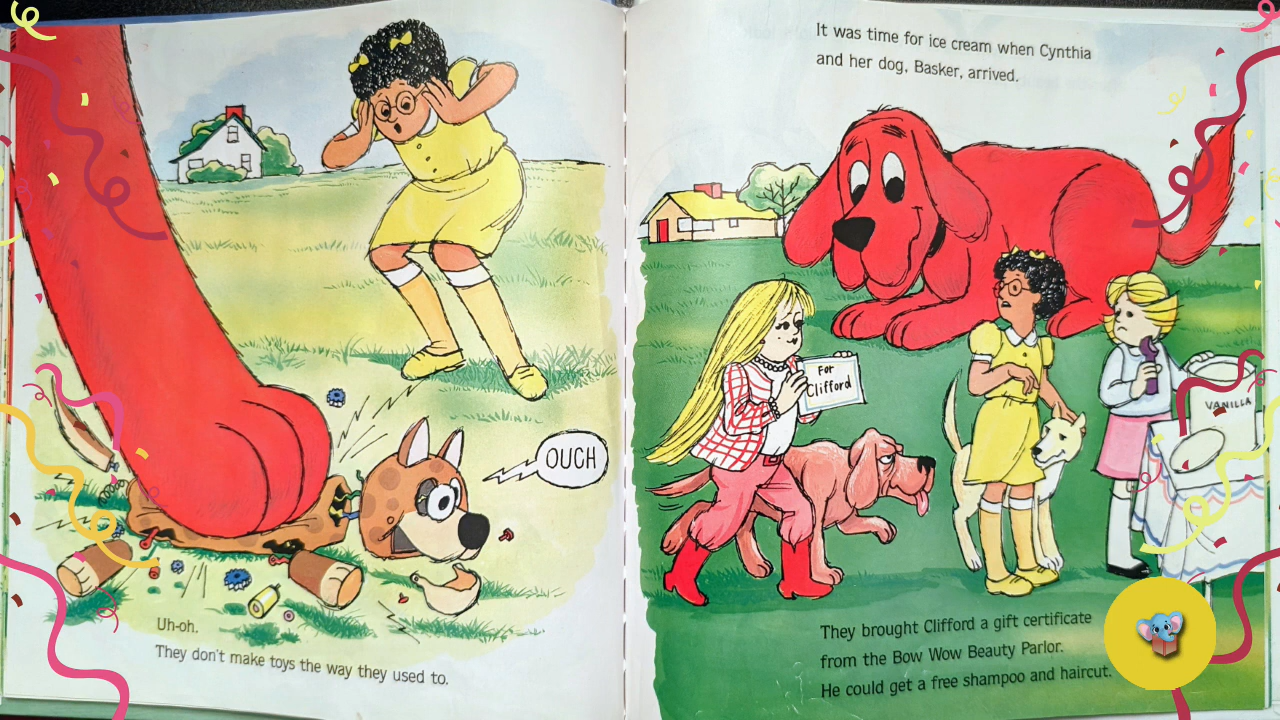 Uh-oh.
They don't make toys the way they used to.
OUCH
It was time for ice cream when Cynthia
and her dog, Basker, arrived.
For
Clifford
VANILLA
They brought Clifford a gift certificate
from the Bow Wow Beauty Parlor.
He could get a free shampoo and haircut.